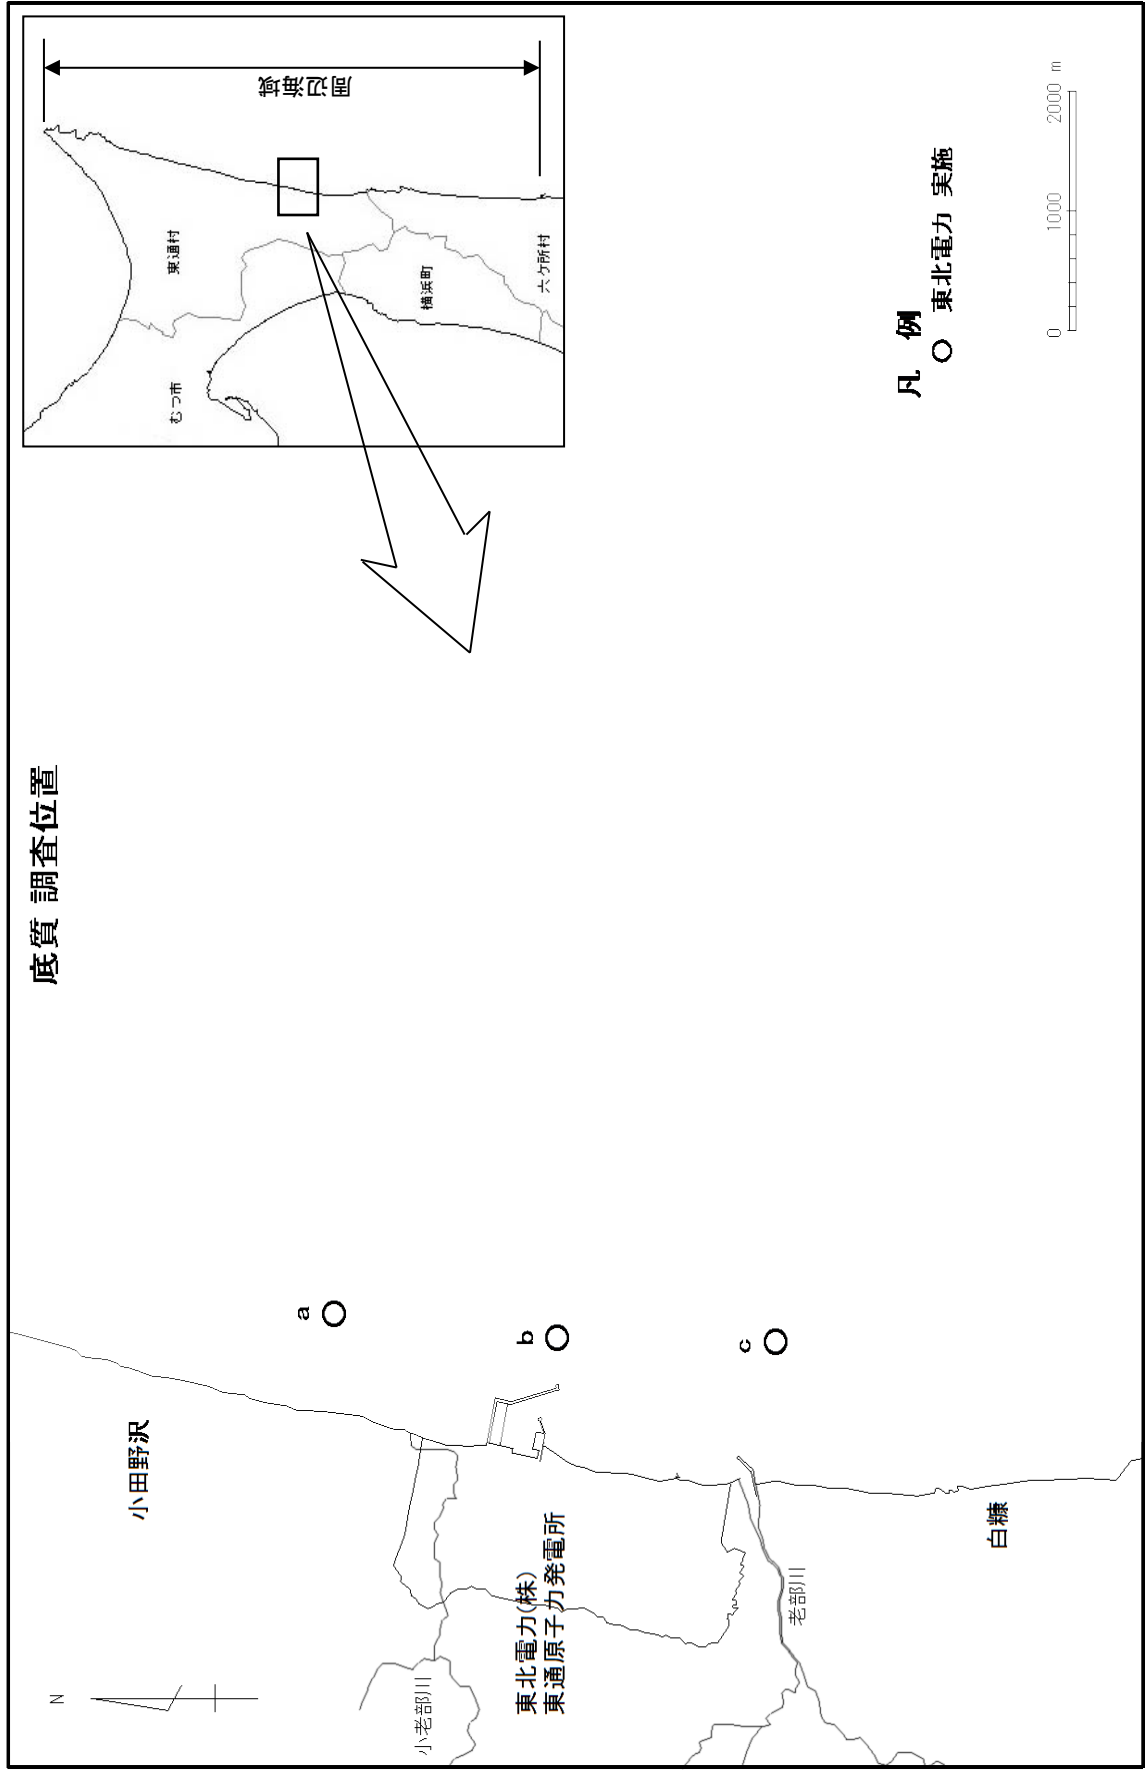 底質 調査位置
周辺海域
東通村
むつ市
横浜町
六ケ所村
凡 例
東北電力 実施
0 1000 2000 m
N
小田野沢
小老部川
東北電力(株)
東通原子力発電所
老部川
白糠
a
b
c